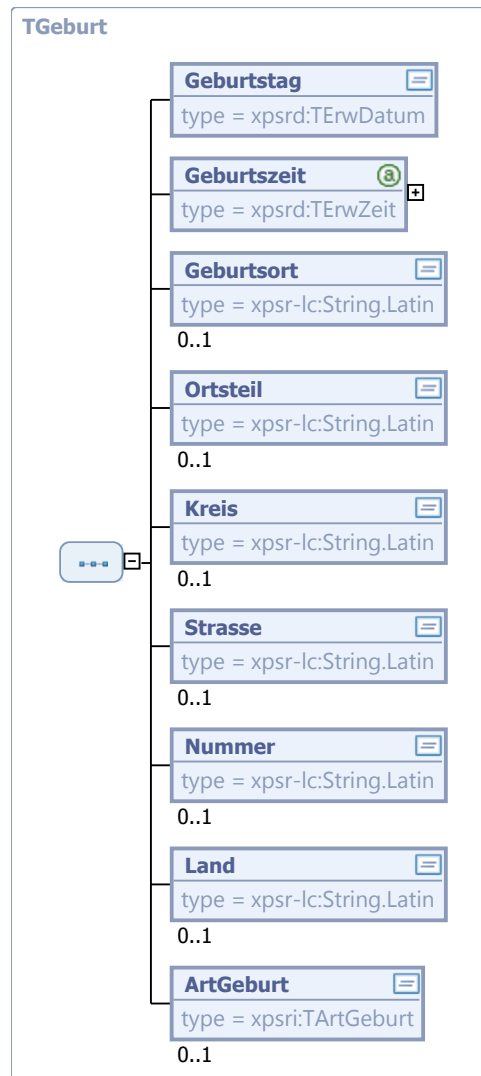 TGeburt
Geburtstag
type = xpsrd:TErwDatum
Geburtszeit
type = xpsrd:TErwZeit
Geburtsort
type = xpsr-lc:String.Latin
0..1
Ortsteil
type = xpsr-lc:String.Latin
0..1
Kreis
type = xpsr-lc:String.Latin
0..1
Strasse
type = xpsr-lc:String.Latin
0..1
Nummer
type = xpsr-lc:String.Latin
0..1
Land
type = xpsr-lc:String.Latin
0..1
ArtGeburt
type = xpsri:TArtGeburt
0..1